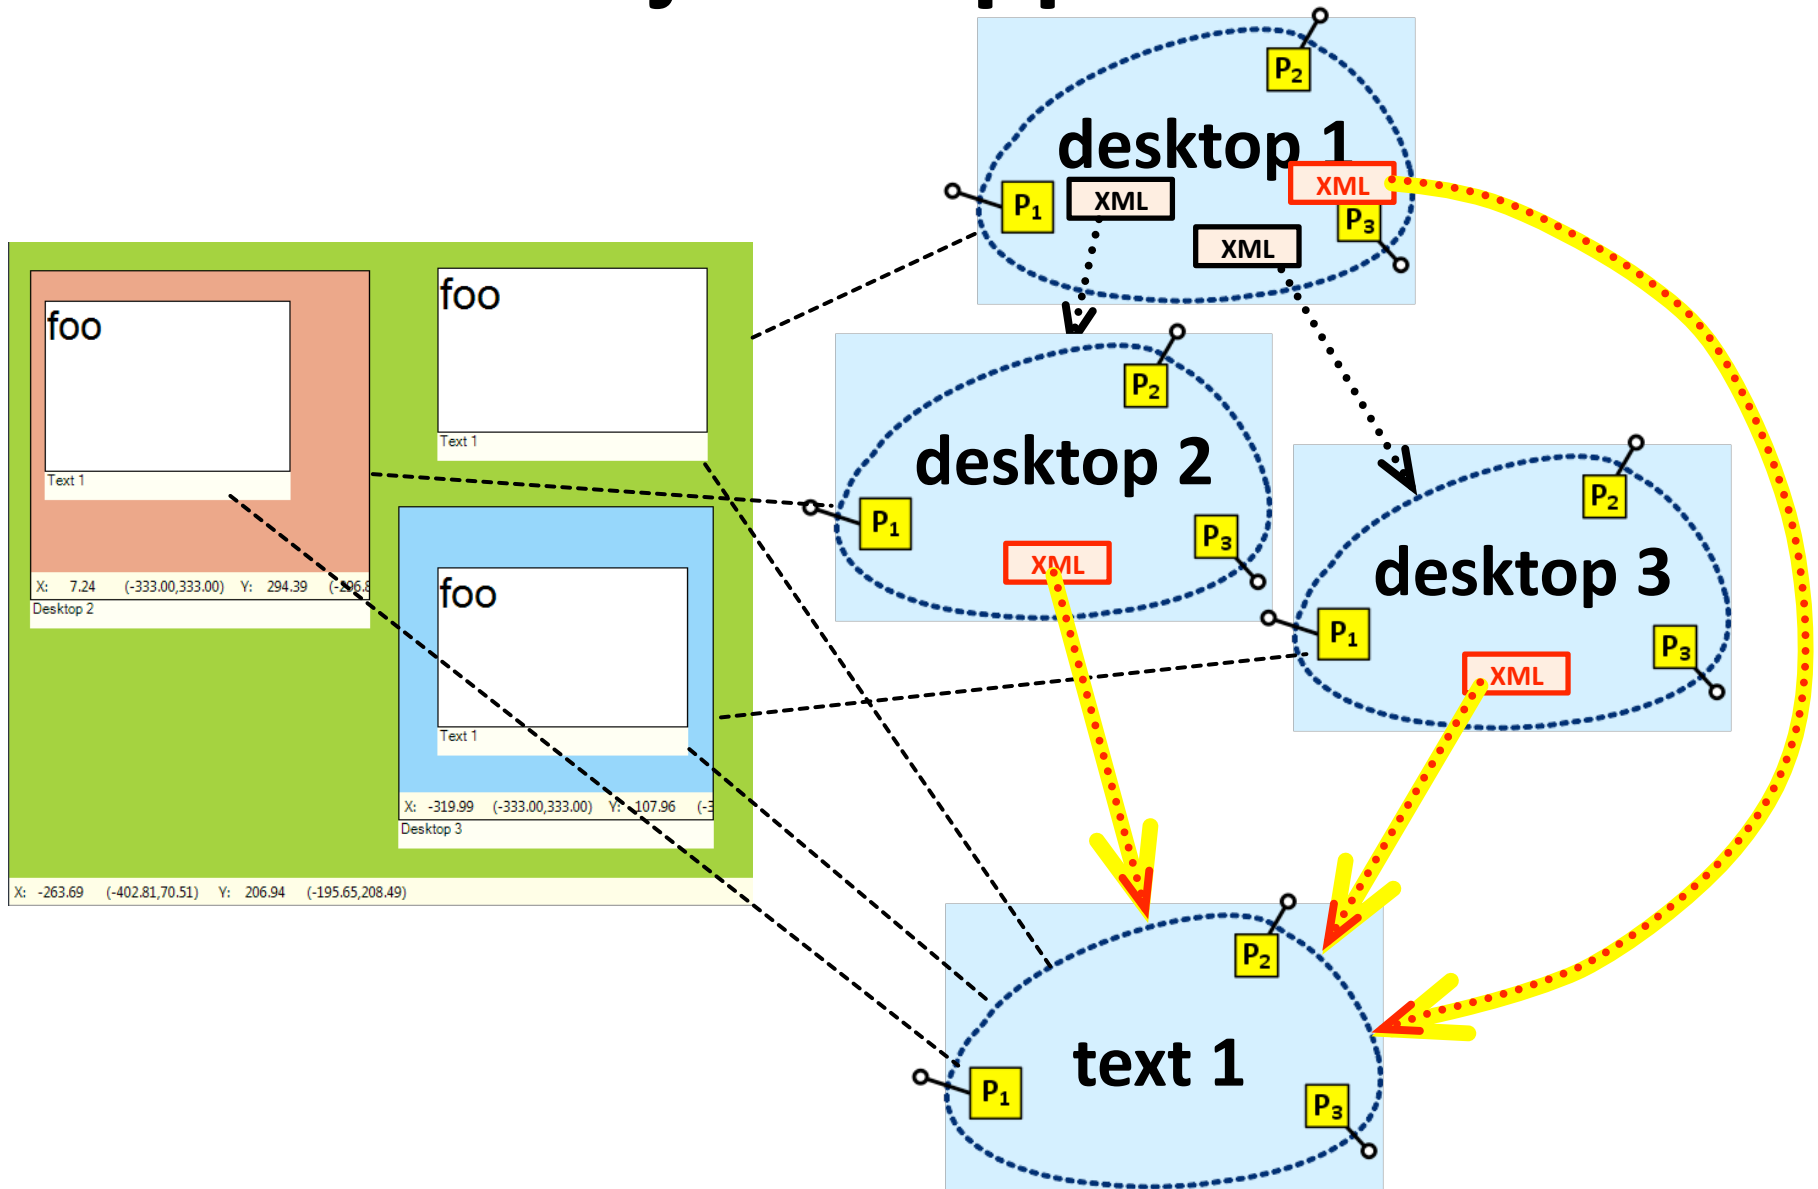 desktop 1
P2
P1
XML
XML
XML
P3
foo
Text 1
X: 7.24 (-333.00,333.00) Y: 294.39
Desktop 2
foo
Text 1
foo
Text 1
X: -319.99 (-333.00,333.00) Y: 107.96 (-3
Desktop 3
X: -263.69 (-402.81,70.51) Y: 206.94 (-195.65,208.49)
desktop 2
P2
P1
P3
XML
desktop 3
P2
P1
P3
XML
text 1
P2
P1
P3